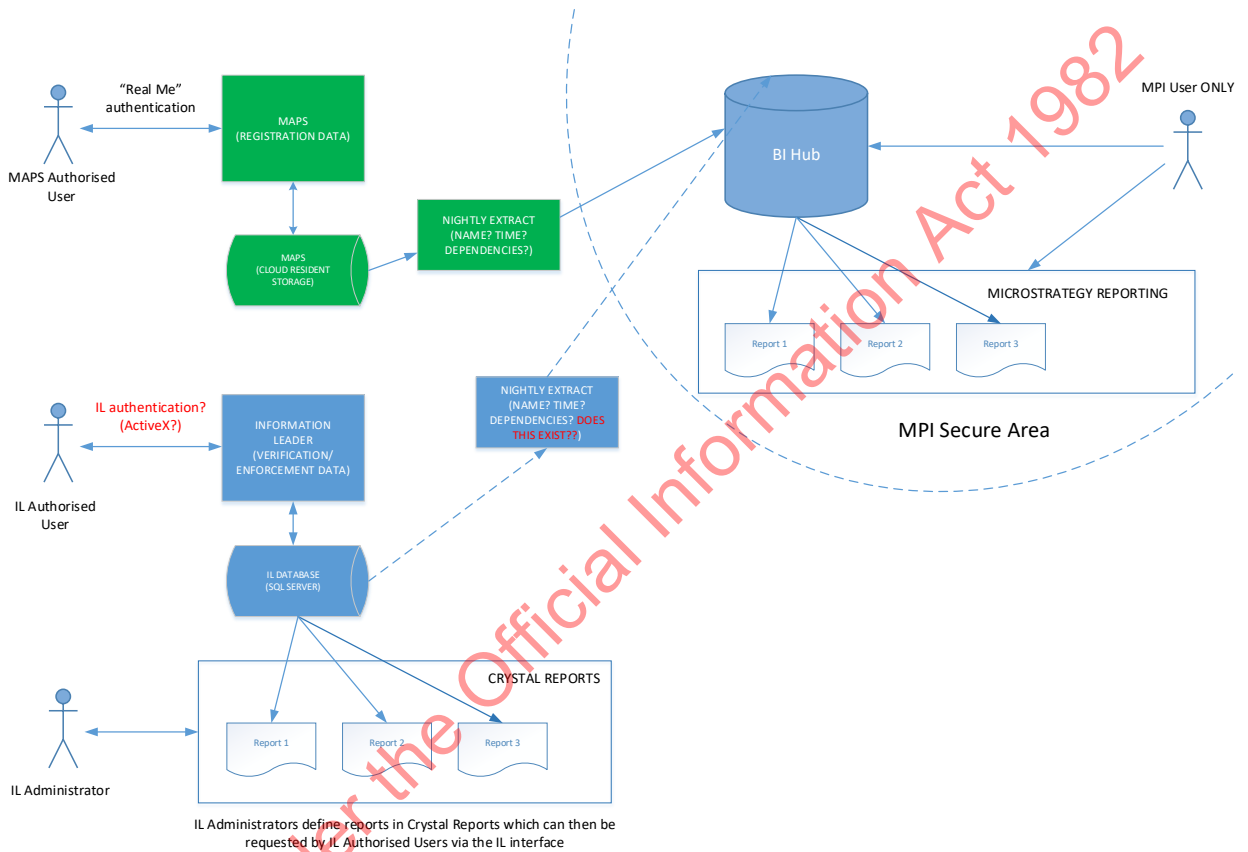 “Real Me”
authentication
MAPS Authorised
User
MAPS
(REGISTRATION DATA)
MAPS
(CLOUD RESIDENT
STORAGE)
NIGHTLY EXTRACT
(NAME? TIME?
DEPENDENCIES?)
BI Hub
MPI User ONLY
MICROSTRATEGY REPORTING
Report 1
Report 2
Report 3
MPI Secure Area
IL authentication?
(ActiveX?)
IL Authorised
User
INFORMATION
LEADER
(VERIFICATION/
ENFORCEMENT DATA)
NIGHTLY EXTRACT
(NAME? TIME?
DEPENDENCIES? DOES
THIS EXIST??)
IL DATABASE
(SQL SERVER)
CRYSTAL REPORTS
Report 1
Report 2
Report 3
IL Administrator
IL Administrators define reports in Crystal Reports which can then be
requested by IL Authorised Users via the IL interface
the Official Information Act 1982